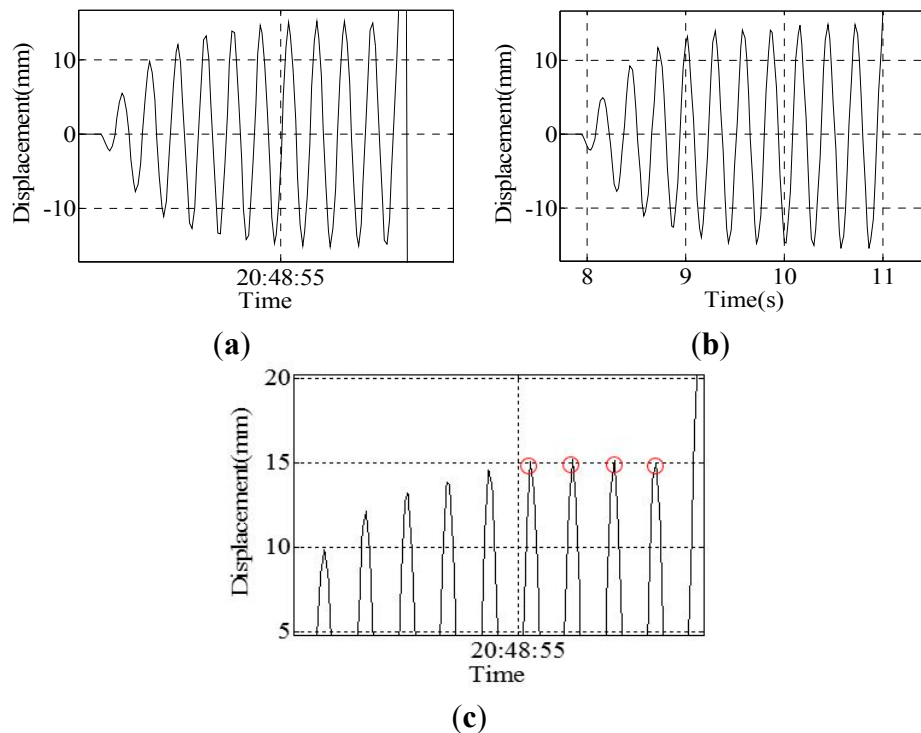 Displacement(mm)
10
0
-10
20:48:55
Time
(a)
Displacement(mm)
10
0
-10
8 9 10 11
Time(s)
(b)
Displacement(mm)
20
15
10
5
20:48:55
Time
(c)